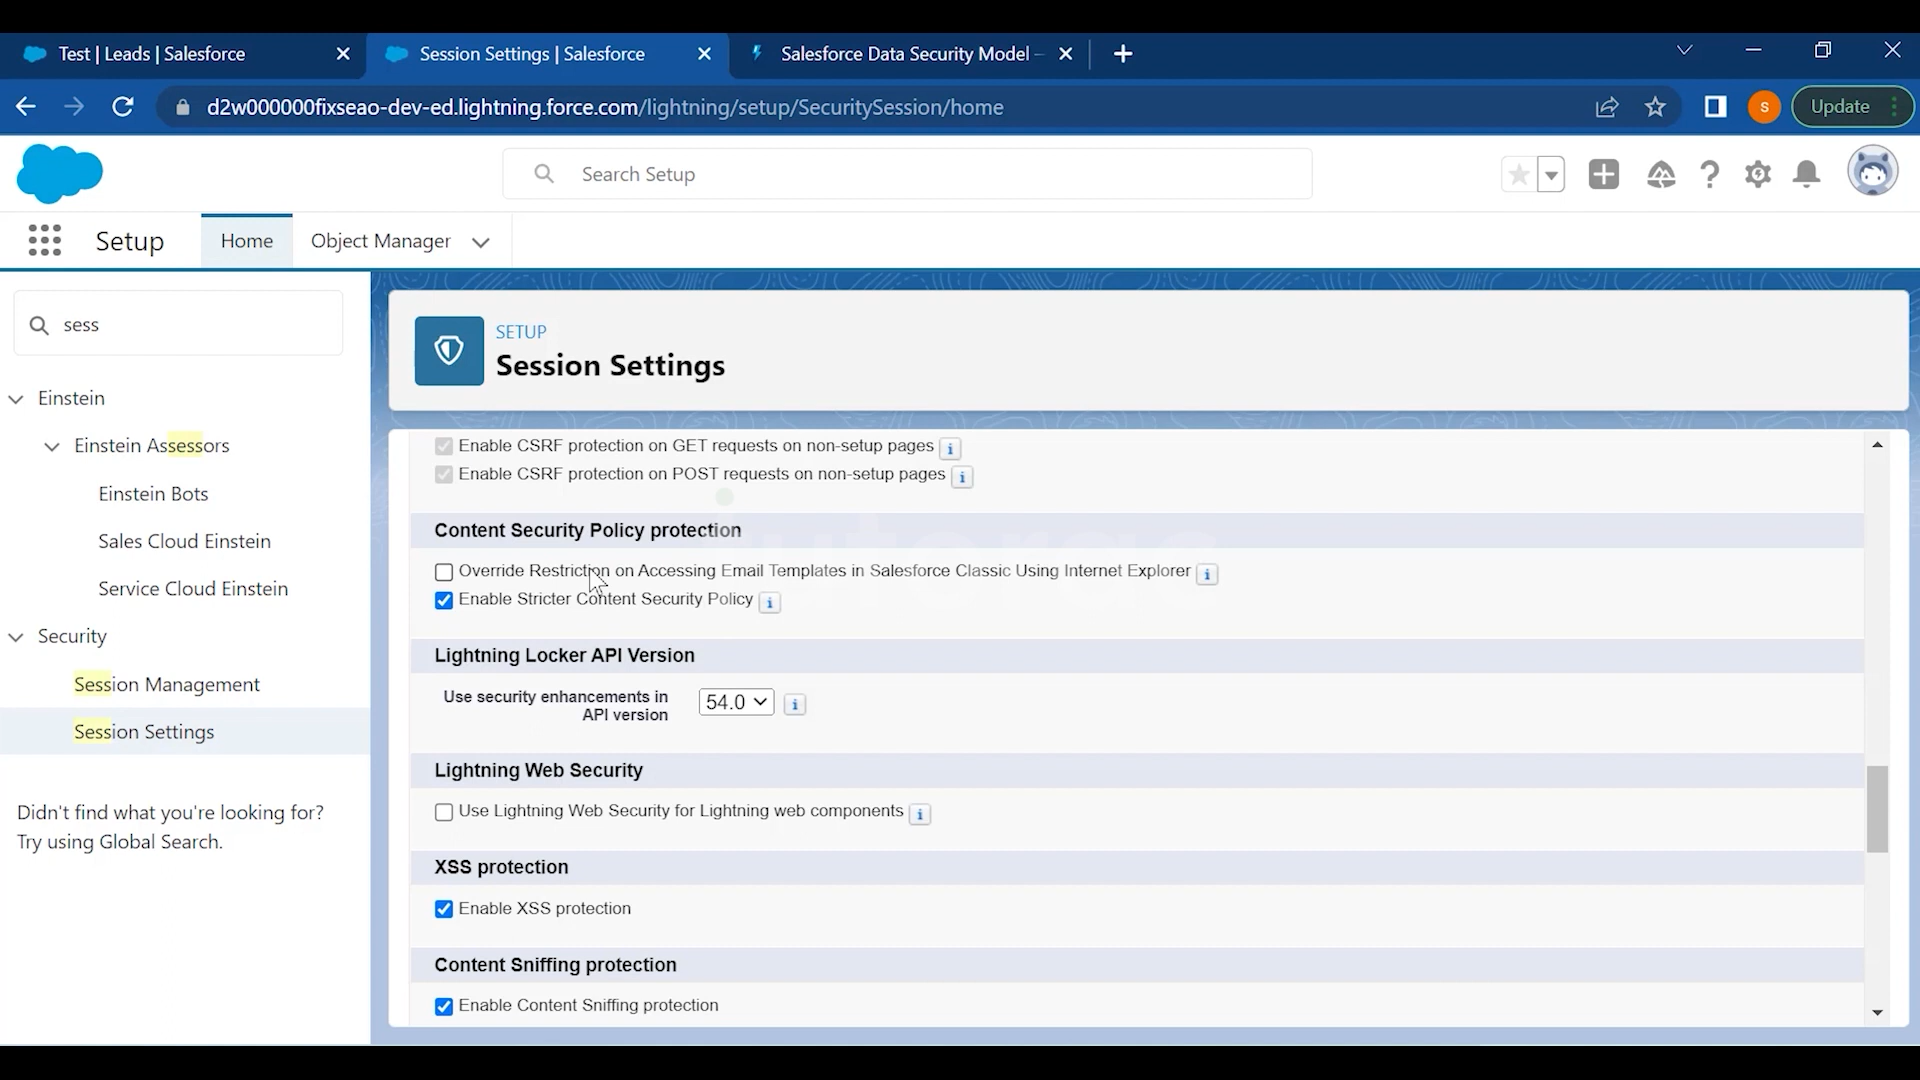 Test | Leads | Salesforce
Session Settings | Salesforce
Salesforce Data Security Model –
d2w000000fixseao-dev-ed.lightning.force.com/lightning/setup/SecuritySession/home
s
Update
Search Setup
Setup
Home
Object Manager
sess
Einstein
Einstein Assessors
Einstein Bots
Sales Cloud Einstein
Service Cloud Einstein
Security
Session Management
Session Settings
Didn't find what you're looking for?
Try using Global Search.
SETUP
Session Settings
Enable CSRF protection on GET requests on non-setup pages
Enable CSRF protection on POST requests on non-setup pages
Content Security Policy protection
Override Restriction on Accessing Email Templates in Salesforce Classic Using Internet Explorer
Enable Stricter Content Security Policy
Lightning Locker API Version
Use security enhancements in
API version
54.0
Lightning Web Security
Use Lightning Web Security for Lightning web components
XSS protection
Enable XSS protection
Content Sniffing protection
Enable Content Sniffing protection